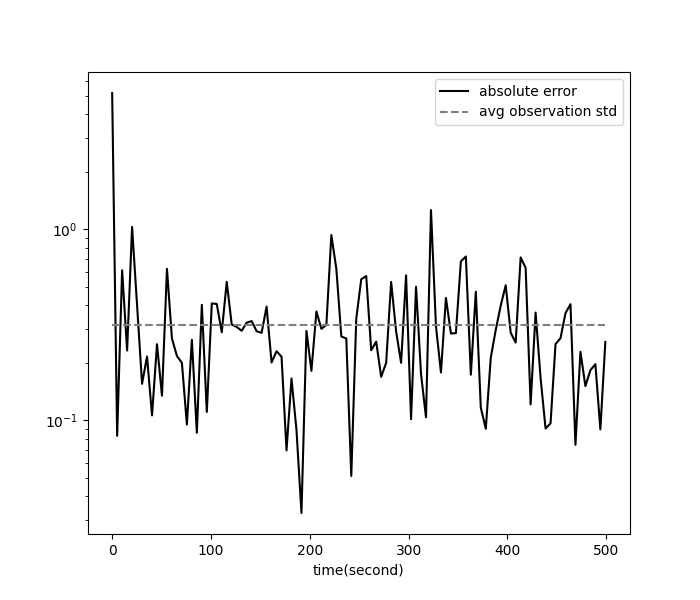 absolute error
avg observation std
10⁰
10⁻¹
0 100 200 300 400 500
time(second)